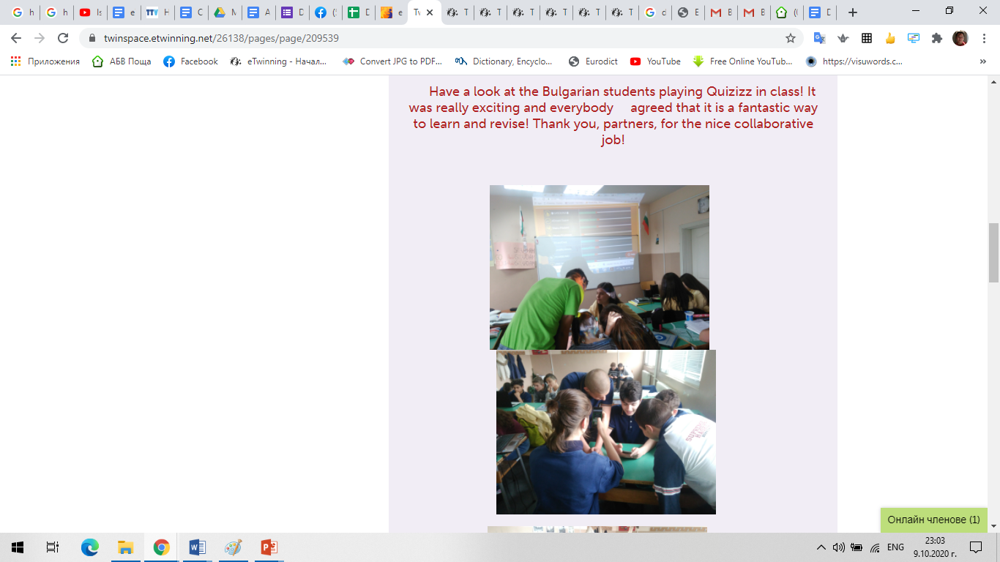 h
h
Is
e
H
C
M
A
D
(
D
e
Tw
T
T
T
T
T
T
d
E
B
B
(
D
twinspace.etwinning.net/26138/pages/page/209539
Приложения
АБВ Поща
Facebook
eTwinning - Начал...
Convert JPG to PDF...
Dictionary, Encyclo...
Eurodict
YouTube
Free Online YouTub...
https://visuwords.c...
»
Have a look at the Bulgarian students playing Quizizz in class! It
was really exciting and everybody agreed that it is a fantastic way
to learn and revise! Thank you, partners, for the nice collaborative
job!
Онлайн членове (1)
ENG
23:03
9.10.2020 г.